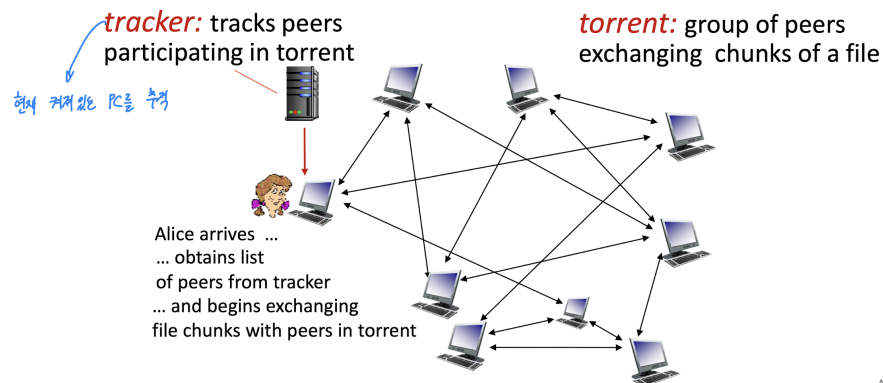 tracker: tracks peers
participating in torrent
torrent: group of peers
exchanging chunks of a file
현재 켜져 있는 PC를 추적
Alice arrives …
… obtains list
of peers from tracker
… and begins exchanging
file chunks with peers in torrent